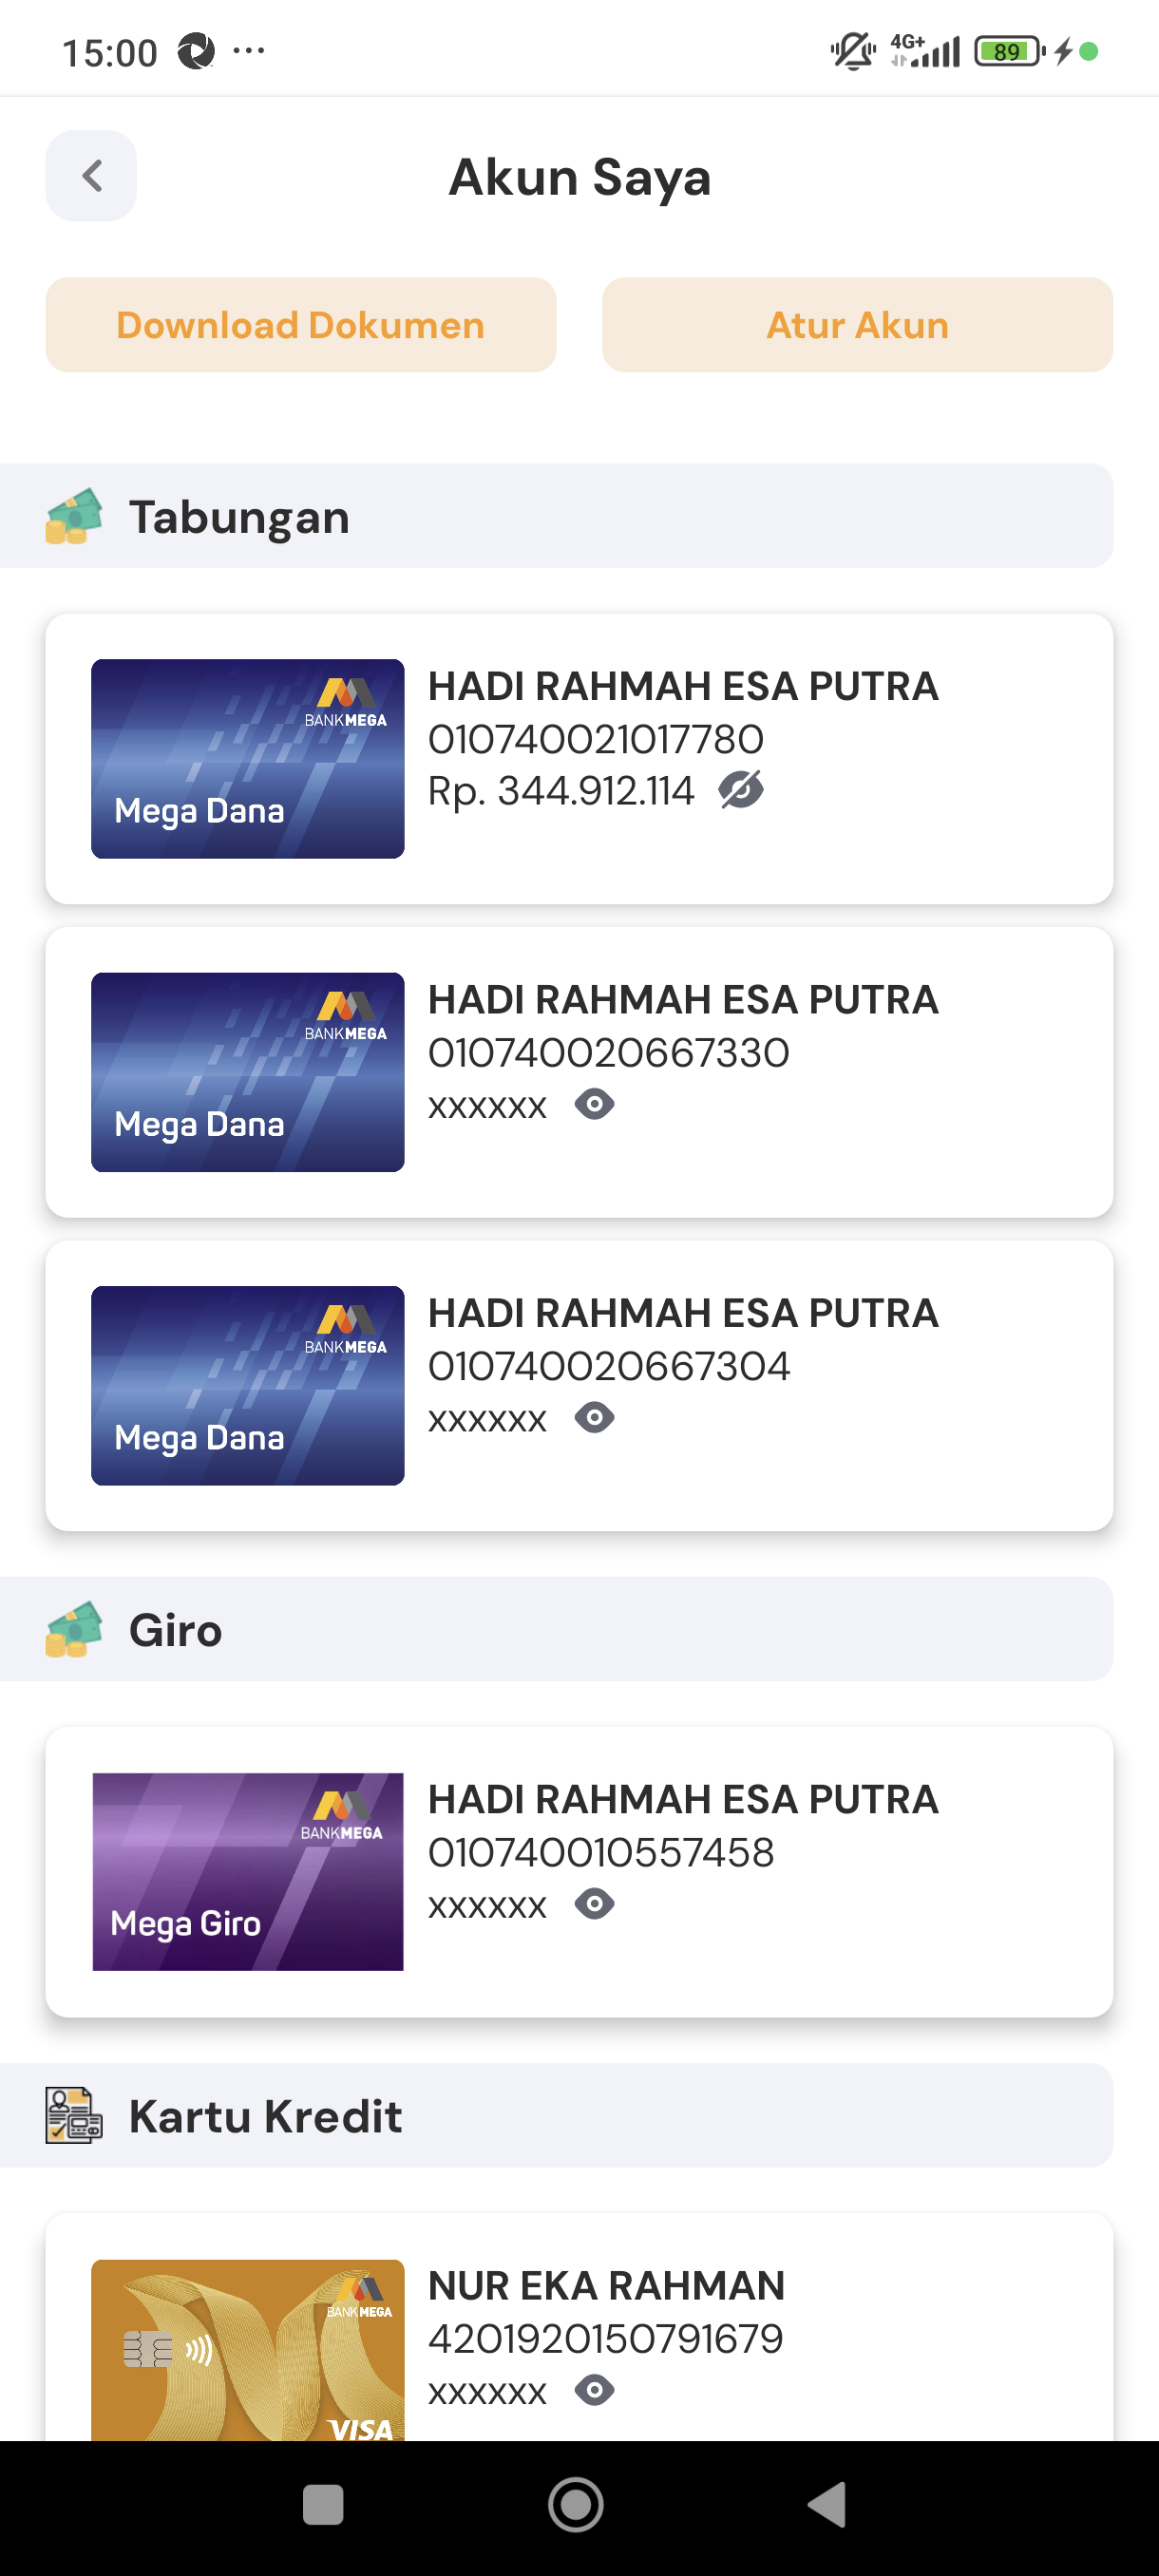 15:00
4G+
89
Akun Saya
Download Dokumen
Atur Akun
Tabungan
BANKMEGA
Mega Dana
HADI RAHMAH ESA PUTRA
010740021017780
Rp. 344.912.114
BANKMEGA
Mega Dana
HADI RAHMAH ESA PUTRA
010740020667330
xxxxxx
BANKMEGA
Mega Dana
HADI RAHMAH ESA PUTRA
010740020667304
xxxxxx
Giro
BANKMEGA
Mega Giro
HADI RAHMAH ESA PUTRA
010740010557458
xxxxxx
Kartu Kredit
BANKMEGA
VISA
NUR EKA RAHMAN
4201920150791679
xxxxxx